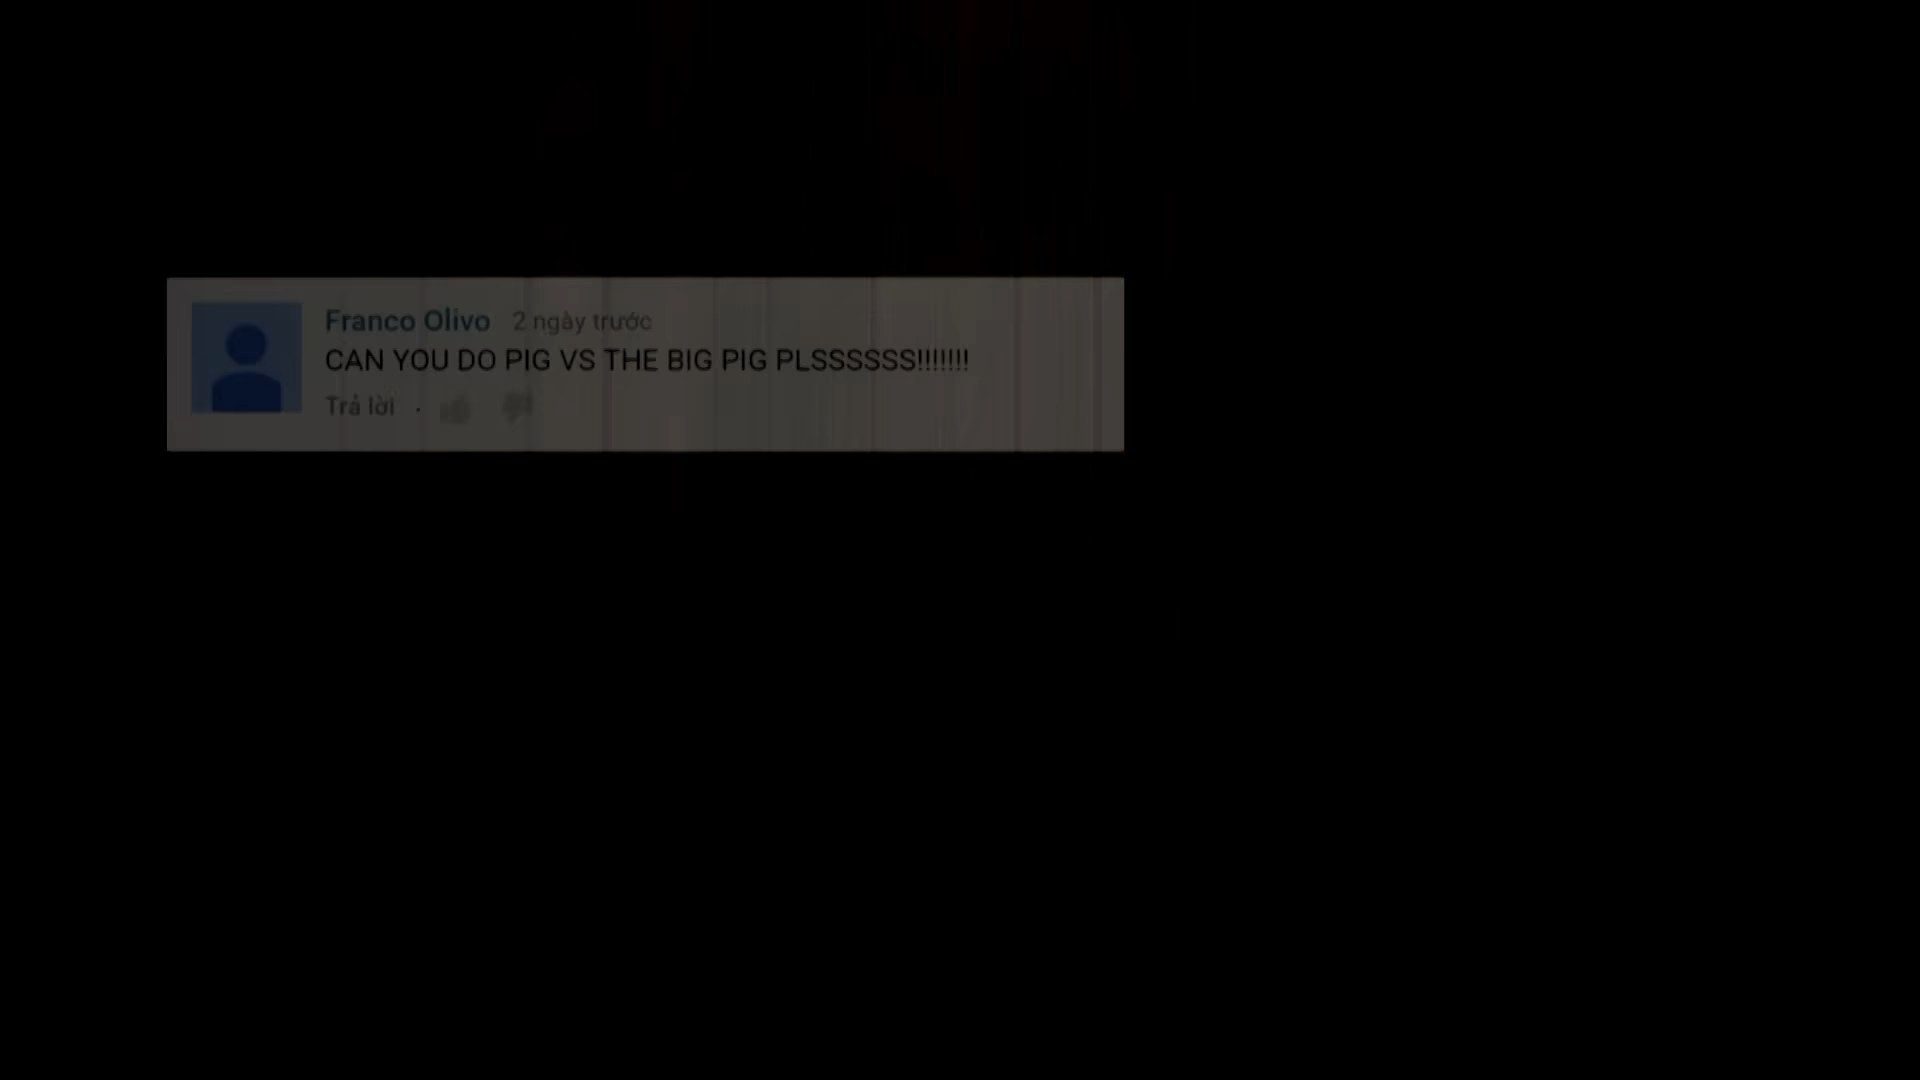 Franco Olivo 2 ngày trước
CAN YOU DO PIG VS THE BIG PIG PLSSSSSS!!!!!!!
Trả lời ·